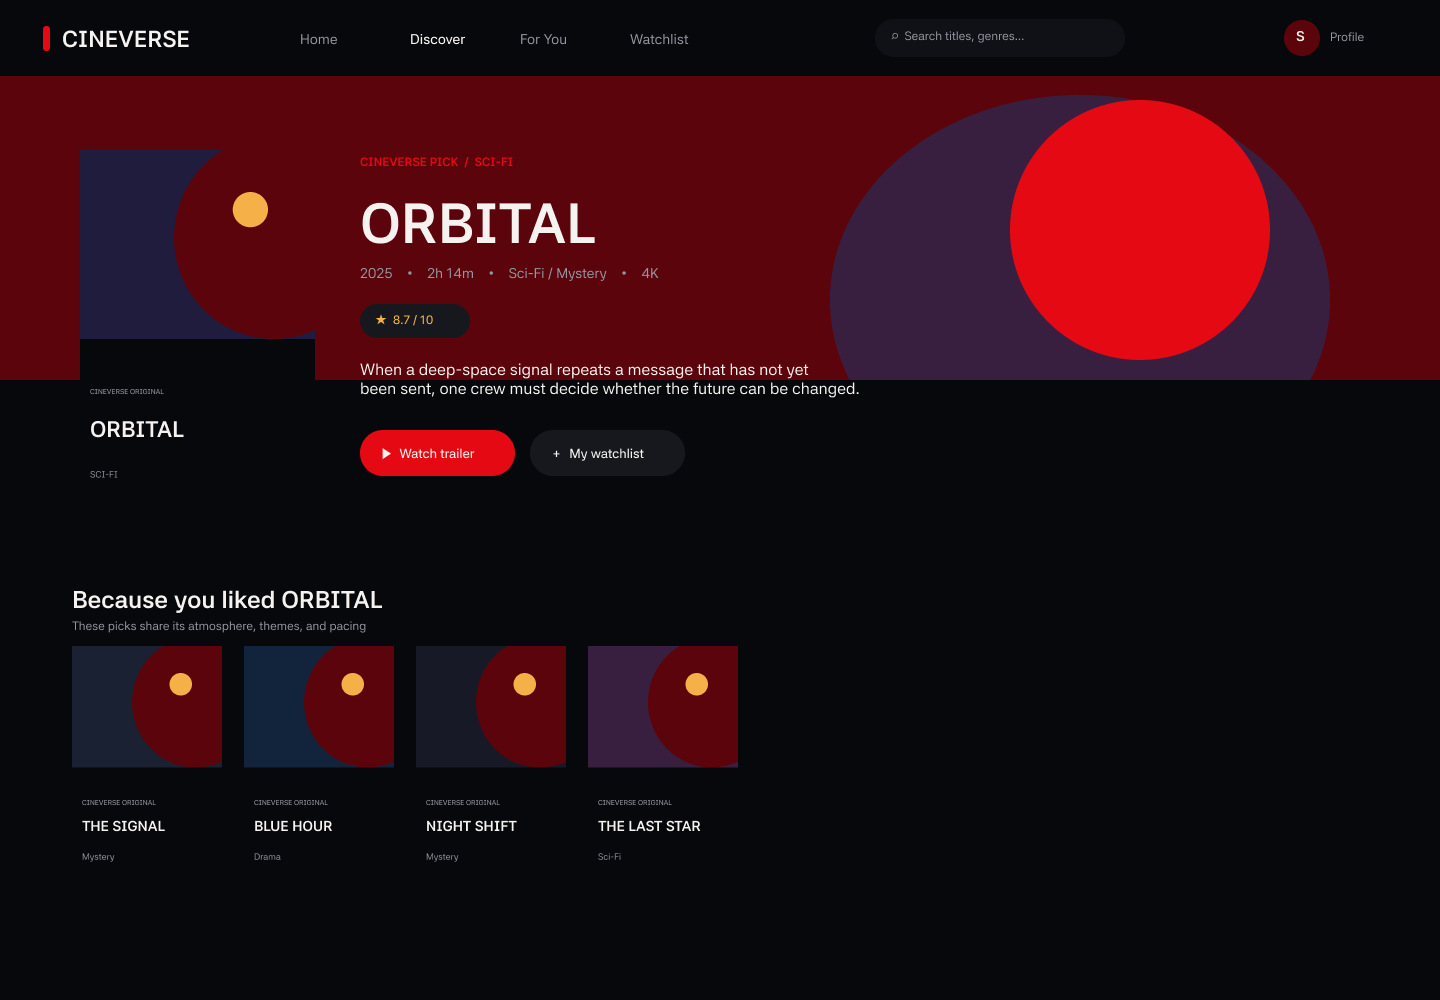 CINEVERSE
Home Discover For You Watchlist
⌕ Search titles, genres...
S Profile
CINEVERSE PICK / SCI-FI
ORBITAL
2025 • 2h 14m • Sci-Fi / Mystery • 4K
★ 8.7 / 10
When a deep-space signal repeats a message that has not yet
been sent, one crew must decide whether the future can be changed.
▶ Watch trailer
+ My watchlist
CINEVERSE ORIGINAL
ORBITAL
SCI-FI
Because you liked ORBITAL
These picks share its atmosphere, themes, and pacing
CINEVERSE ORIGINAL
THE SIGNAL
Mystery
CINEVERSE ORIGINAL
BLUE HOUR
Drama
CINEVERSE ORIGINAL
NIGHT SHIFT
Mystery
CINEVERSE ORIGINAL
THE LAST STAR
Sci-Fi